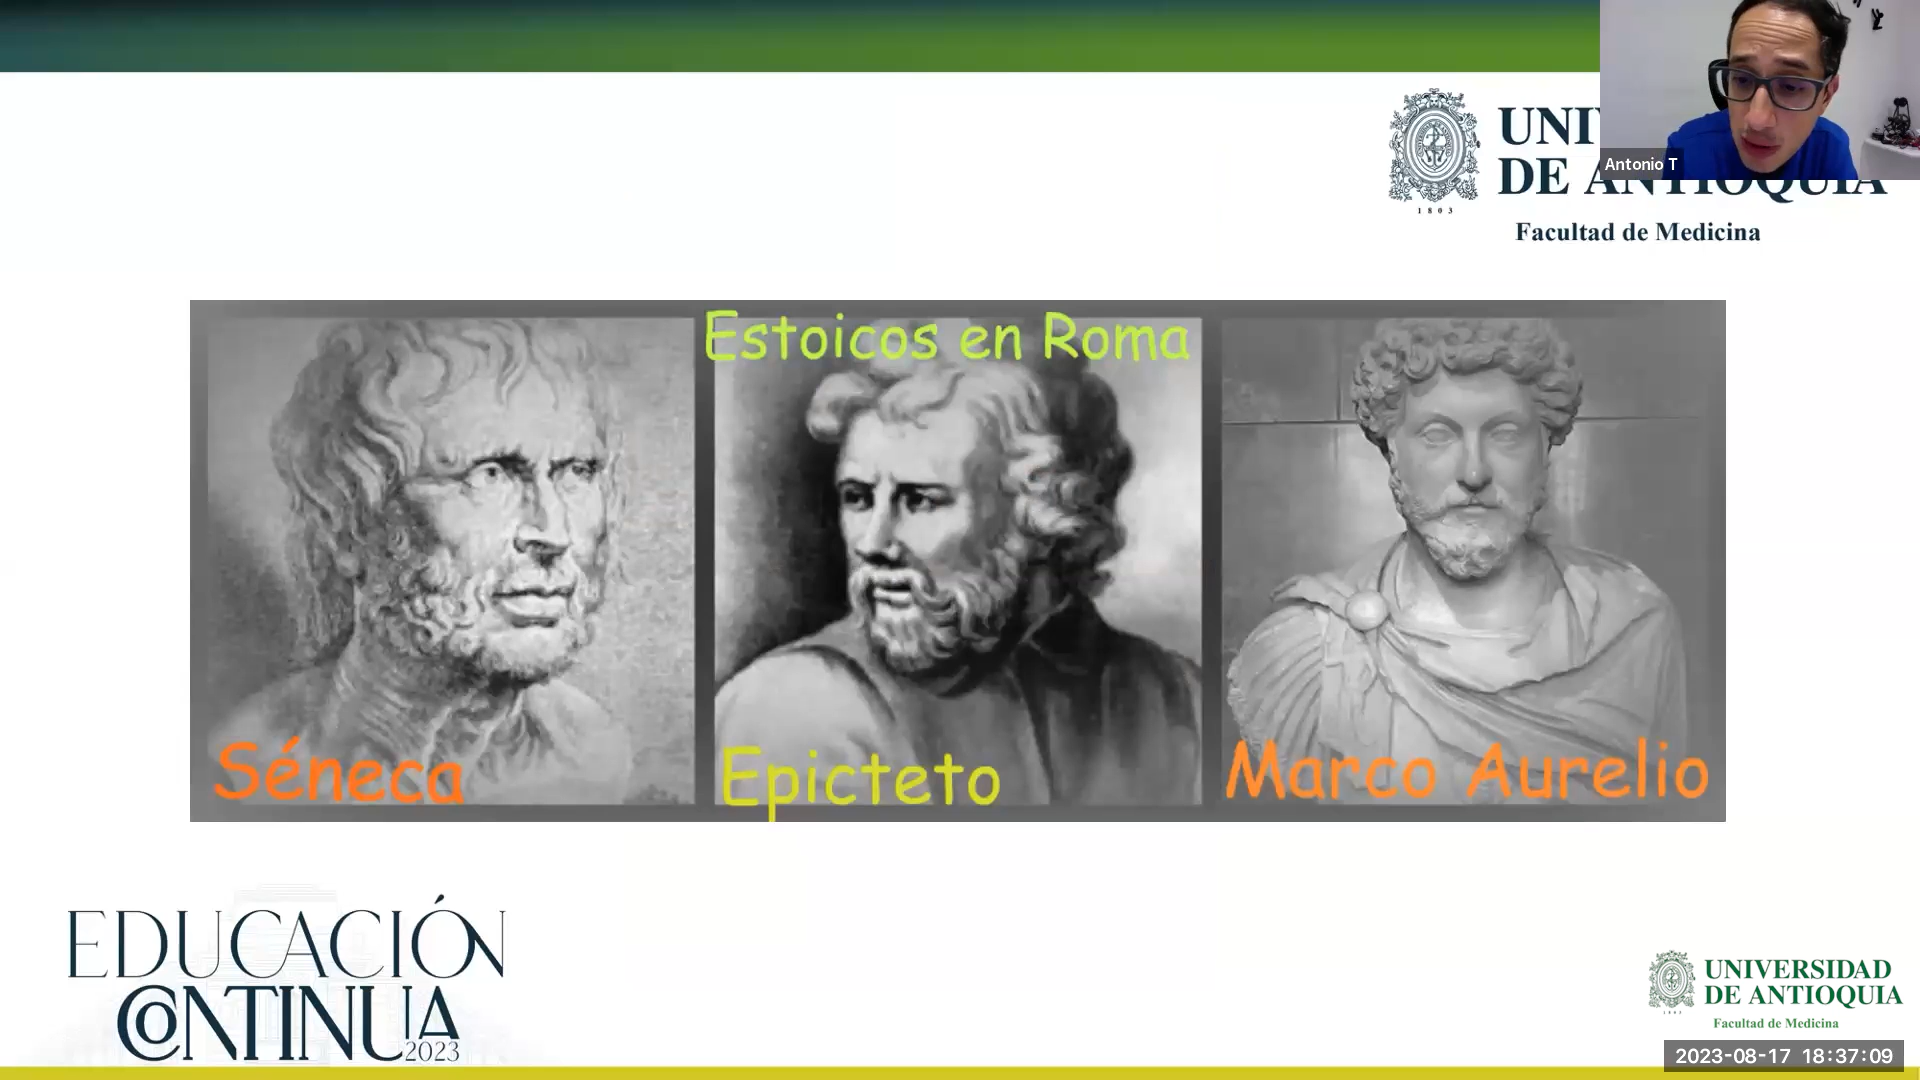 Antonio T
DE ANTIOQUIA
1803
Facultad de Medicina
Estoicos en Roma
Séneca
Epicteto
Marco Aurelio
EDUCACIÓN
CONTINUA
2023
UNIVERSIDAD
DE ANTIOQUIA
Facultad de Medicina
2023-08-17 18:37:09